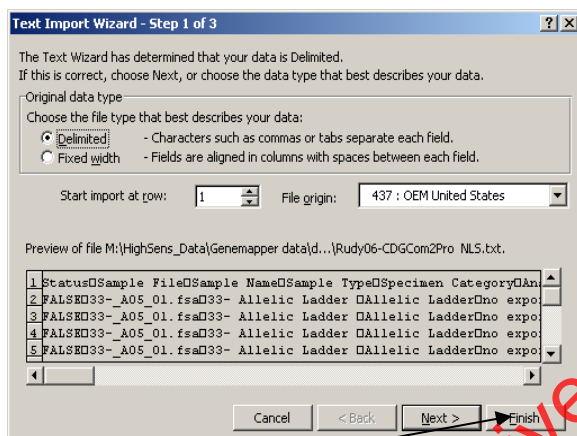 Text Import Wizard - Step 1 of 3
The Text Wizard has determined that your data is Delimited.
If this is correct, choose Next, or choose the data type that best describes your data.
Original data type
Choose the file type that best describes your data:
Delimited - Characters such as commas or tabs separate each field.
Fixed width - Fields are aligned in columns with spaces between each field.
Start import at row: 1 File origin: 437 : OEM United States
Preview of file M:\HighSens_Data\Genemapper data\d...\Rudy06-CDGCom2Pro NLS.txt.
1 Status□Sample File□Sample Name□Sample Type□Specimen Category□Ana
2 FALSE□33-_A05_01.fsa□33- Allelic Ladder □Allelic Ladder□no expo
3 FALSE□33-_A05_01.fsa□33- Allelic Ladder □Allelic Ladder□no expo
4 FALSE□33-_A05_01.fsa□33- Allelic Ladder □Allelic Ladder□no expo
5 FALSE□33-_A05_01.fsa□33- Allelic Ladder □Allelic Ladder□no expo
Cancel < Back Next > Finish